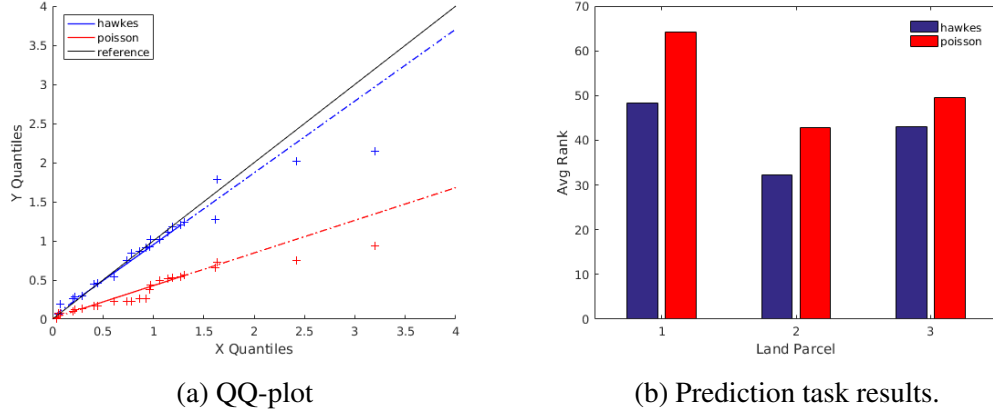 hawkes
poisson
reference
4
3.5
3
2.5
2
1.5
1
0.5
0
Y Quantiles
0 0.5 1 1.5 2 2.5 3 3.5 4
X Quantiles
(a) QQ-plot
hawkes
poisson
70
60
50
40
30
20
10
0
Avg Rank
1 2 3
Land Parcel
(b) Prediction task results.